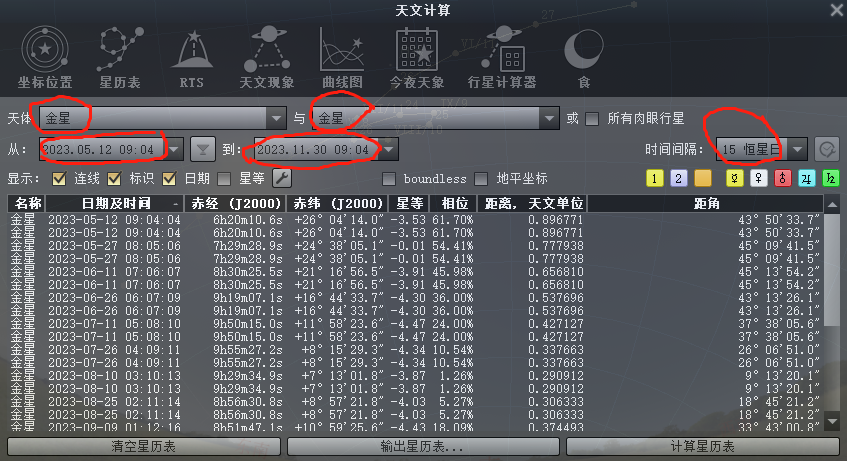 天文计算
坐标位置 星历表 RTS 天文现象 曲线图 今夜天象 行星计算器 食
天体 金星 与 金星 或 所有肉眼行星
从: 2023.05.12 09:04 到: 2023.11.30 09:04 时间间隔: 15 恒星日
显示: 连线 标识 日期 星等 boundless 地平坐标 1 2 ☿ ♀ ♁ ♃ ♄
名称 日期及时间 赤经 (J2000) 赤纬 (J2000) 星等 相位 距离, 天文单位 距角
金星 2023-05-12 09:04:04 6h20m10.6s +26° 04'14.0" -3.53 61.70% 0.896771 43° 50'33.7"
金星 2023-05-12 09:04:04 6h20m10.6s +26° 04'14.0" -3.53 61.70% 0.896771 43° 50'33.7"
金星 2023-05-27 08:05:06 7h29m28.9s +24° 38'05.1" -0.01 54.41% 0.777938 45° 09'41.5"
金星 2023-05-27 08:05:06 7h29m28.9s +24° 38'05.1" -0.01 54.41% 0.777938 45° 09'41.5"
金星 2023-06-11 07:06:07 8h30m25.5s +21° 16'56.5" -3.91 45.98% 0.656810 45° 13'54.2"
金星 2023-06-11 07:06:07 8h30m25.5s +21° 16'56.5" -3.91 45.98% 0.656810 45° 13'54.2"
金星 2023-06-26 06:07:09 9h19m07.1s +16° 44'33.7" -4.30 36.00% 0.537696 43° 13'26.1"
金星 2023-06-26 06:07:09 9h19m07.1s +16° 44'33.7" -4.30 36.00% 0.537696 43° 13'26.1"
金星 2023-07-11 05:08:10 9h50m15.0s +11° 58'23.6" -4.47 24.00% 0.427127 37° 38'05.6"
金星 2023-07-11 05:08:10 9h50m15.0s +11° 58'23.6" -4.47 24.00% 0.427127 37° 38'05.6"
金星 2023-07-26 04:09:11 9h55m27.2s +8° 15'29.3" -4.34 10.54% 0.337663 26° 06'51.0"
金星 2023-07-26 04:09:11 9h55m27.2s +8° 15'29.3" -4.34 10.54% 0.337663 26° 06'51.0"
金星 2023-08-10 03:10:13 9h29m34.9s +7° 13'01.8" -3.87 1.26% 0.290912 9° 13'20.1"
金星 2023-08-10 03:10:13 9h29m34.9s +7° 13'01.8" -3.87 1.26% 0.290912 9° 13'20.1"
金星 2023-08-25 02:11:14 8h56m30.8s +8° 57'21.8" -4.03 5.27% 0.306333 18° 45'21.2"
金星 2023-08-25 02:11:14 8h56m30.8s +8° 57'21.8" -4.03 5.27% 0.306333 18° 45'21.2"
金星 2023-09-09 01:12:16 8h51m47.1s +10° 59'25.6" -4.43 18.09% 0.374493 33° 43'00.8"
清空星历表 输出星历表... 计算星历表